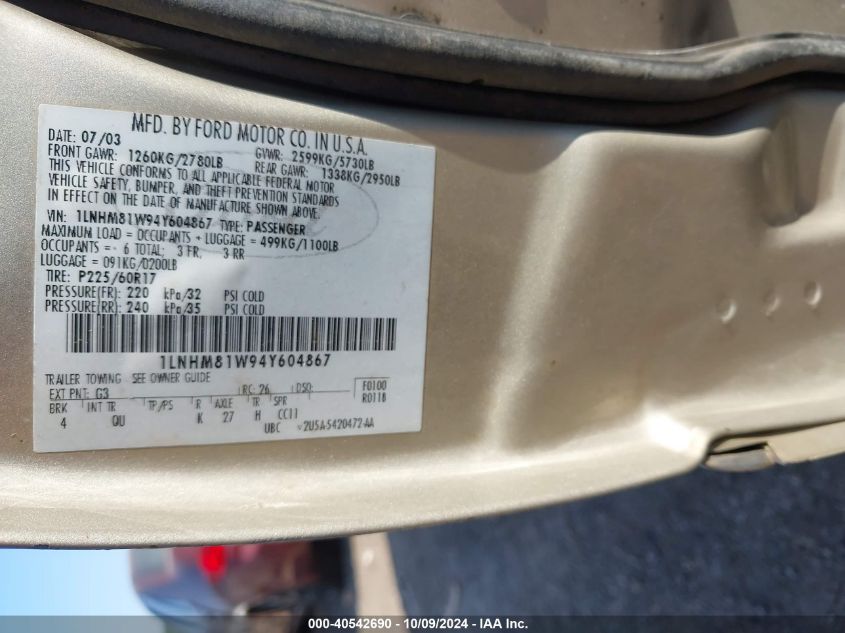 MFD. BY FORD MOTOR CO. IN U.S.A.
DATE: 07/03 GVWR: 2599KG/5730LB
FRONT GAWR: 1260KG/2780LB REAR GAWR: 1338KG/2950LB
THIS VEHICLE CONFORMS TO ALL APPLICABLE FEDERAL MOTOR
VEHICLE SAFETY, BUMPER, AND THEFT PREVENTION STANDARDS
IN EFFECT ON THE DATE OF MANUFACTURE SHOWN ABOVE.
VIN: 1LNHM81W94Y604867 TYPE: PASSENGER
MAXIMUM LOAD = OCCUPANTS + LUGGAGE = 499KG/1100LB
OCCUPANTS = 6 TOTAL; 3 FR, 3 RR
LUGGAGE = 091KG/0200LB
TIRE: P225/60R17
PRESSURE(FR): 220 kPa/32 PSI COLD
PRESSURE(RR): 240 kPa/35 PSI COLD
1LNHM81W94Y604867
TRAILER TOWING SEE OWNER GUIDE
EXT PNT: G3 RC: 26 DSO: F0100
R0118
BRK INT TR TP/PS R AXLE TR SPR
4 QU K 27 H CC11
UBC v2U5A-5420472-AA
000-40542690 - 10/09/2024 - IAA Inc.